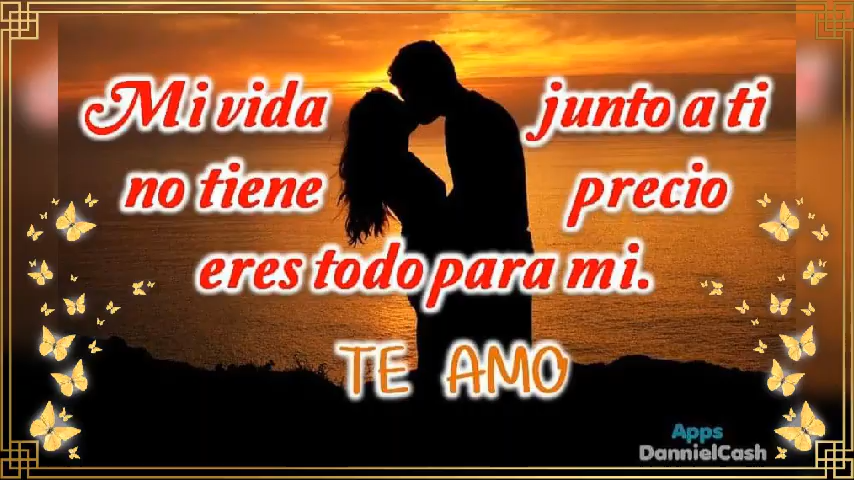 Mi vida junto a ti
no tiene precio
eres todo para mi.
TE AMO
Apps
DannielCash